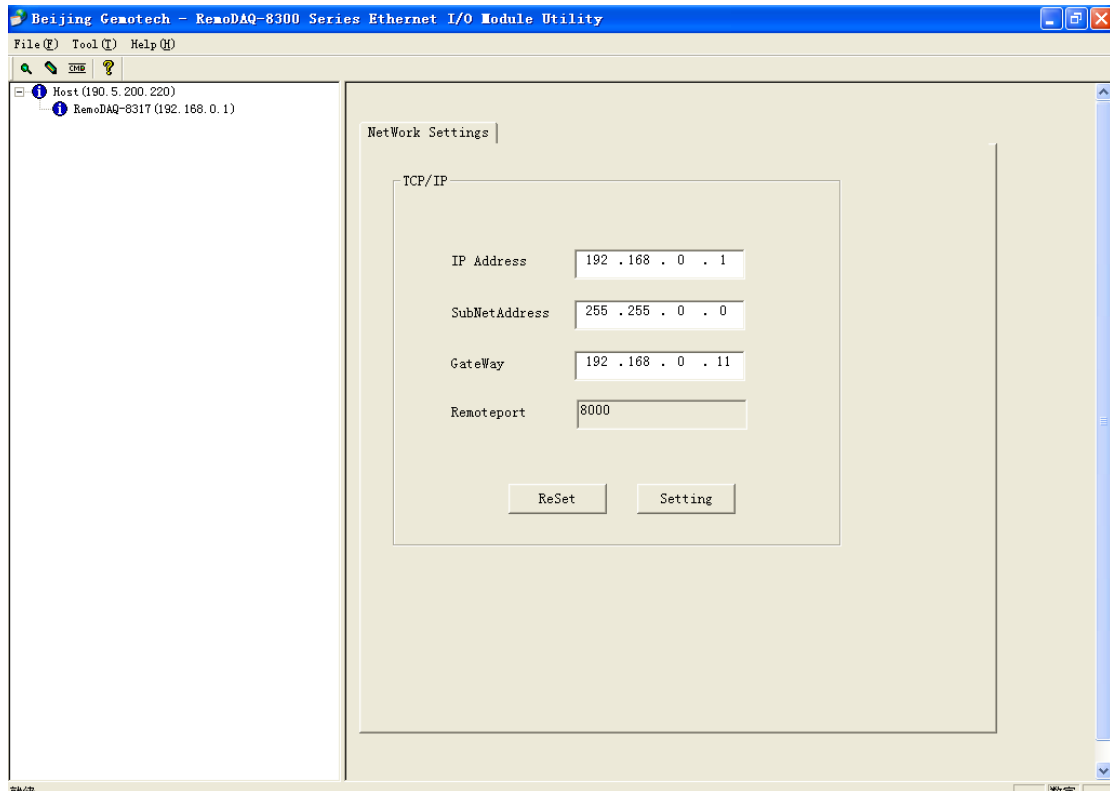 Beijing Gemotech - RemoDAQ-8300 Series Ethernet I/O Module Utility
File(F) Tool(T) Help(H)
CMD
Host(190.5.200.220)
RemoDAQ-8317(192.168.0.1)
NetWork Settings
TCP/IP
IP Address 192 .168 . 0 . 1
SubNetAddress 255 .255 . 0 . 0
GateWay 192 .168 . 0 . 11
Remoteport 8000
ReSet Setting